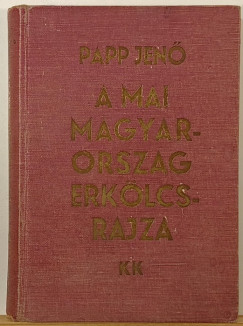 PAPP JENŐ
A MAI
MAGYAR-
ORSZÁG
ERKÖLCS-
RAJZA
KK